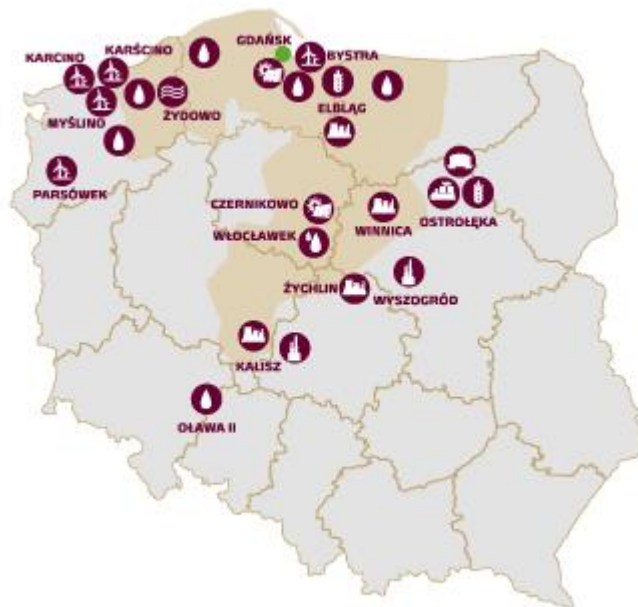 GDAŃSK
KARŚCINO
KARCINO
BYSTRA
ELBLĄG
ŻYDOWO
MYŚLINO
PARSÓWEK
CZERNIKOWO
OSTROŁĘKA
WINNICA
WŁOCŁAWEK
ŻYCHLIN
WYSZOGRÓD
KALISZ
OŁAWA II